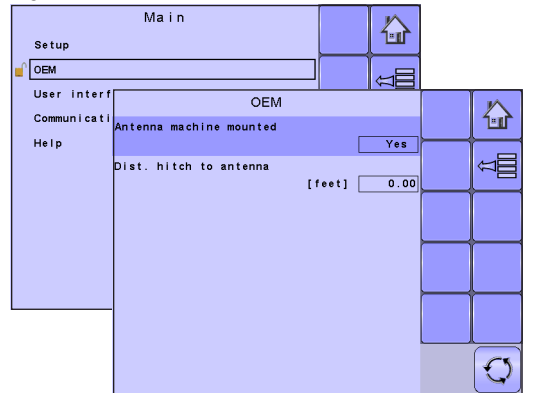 Main
Setup
OEM
User interf
Communicati
Help
OEM
Antenna machine mounted
Yes
Dist. hitch to antenna
[feet] 0.00